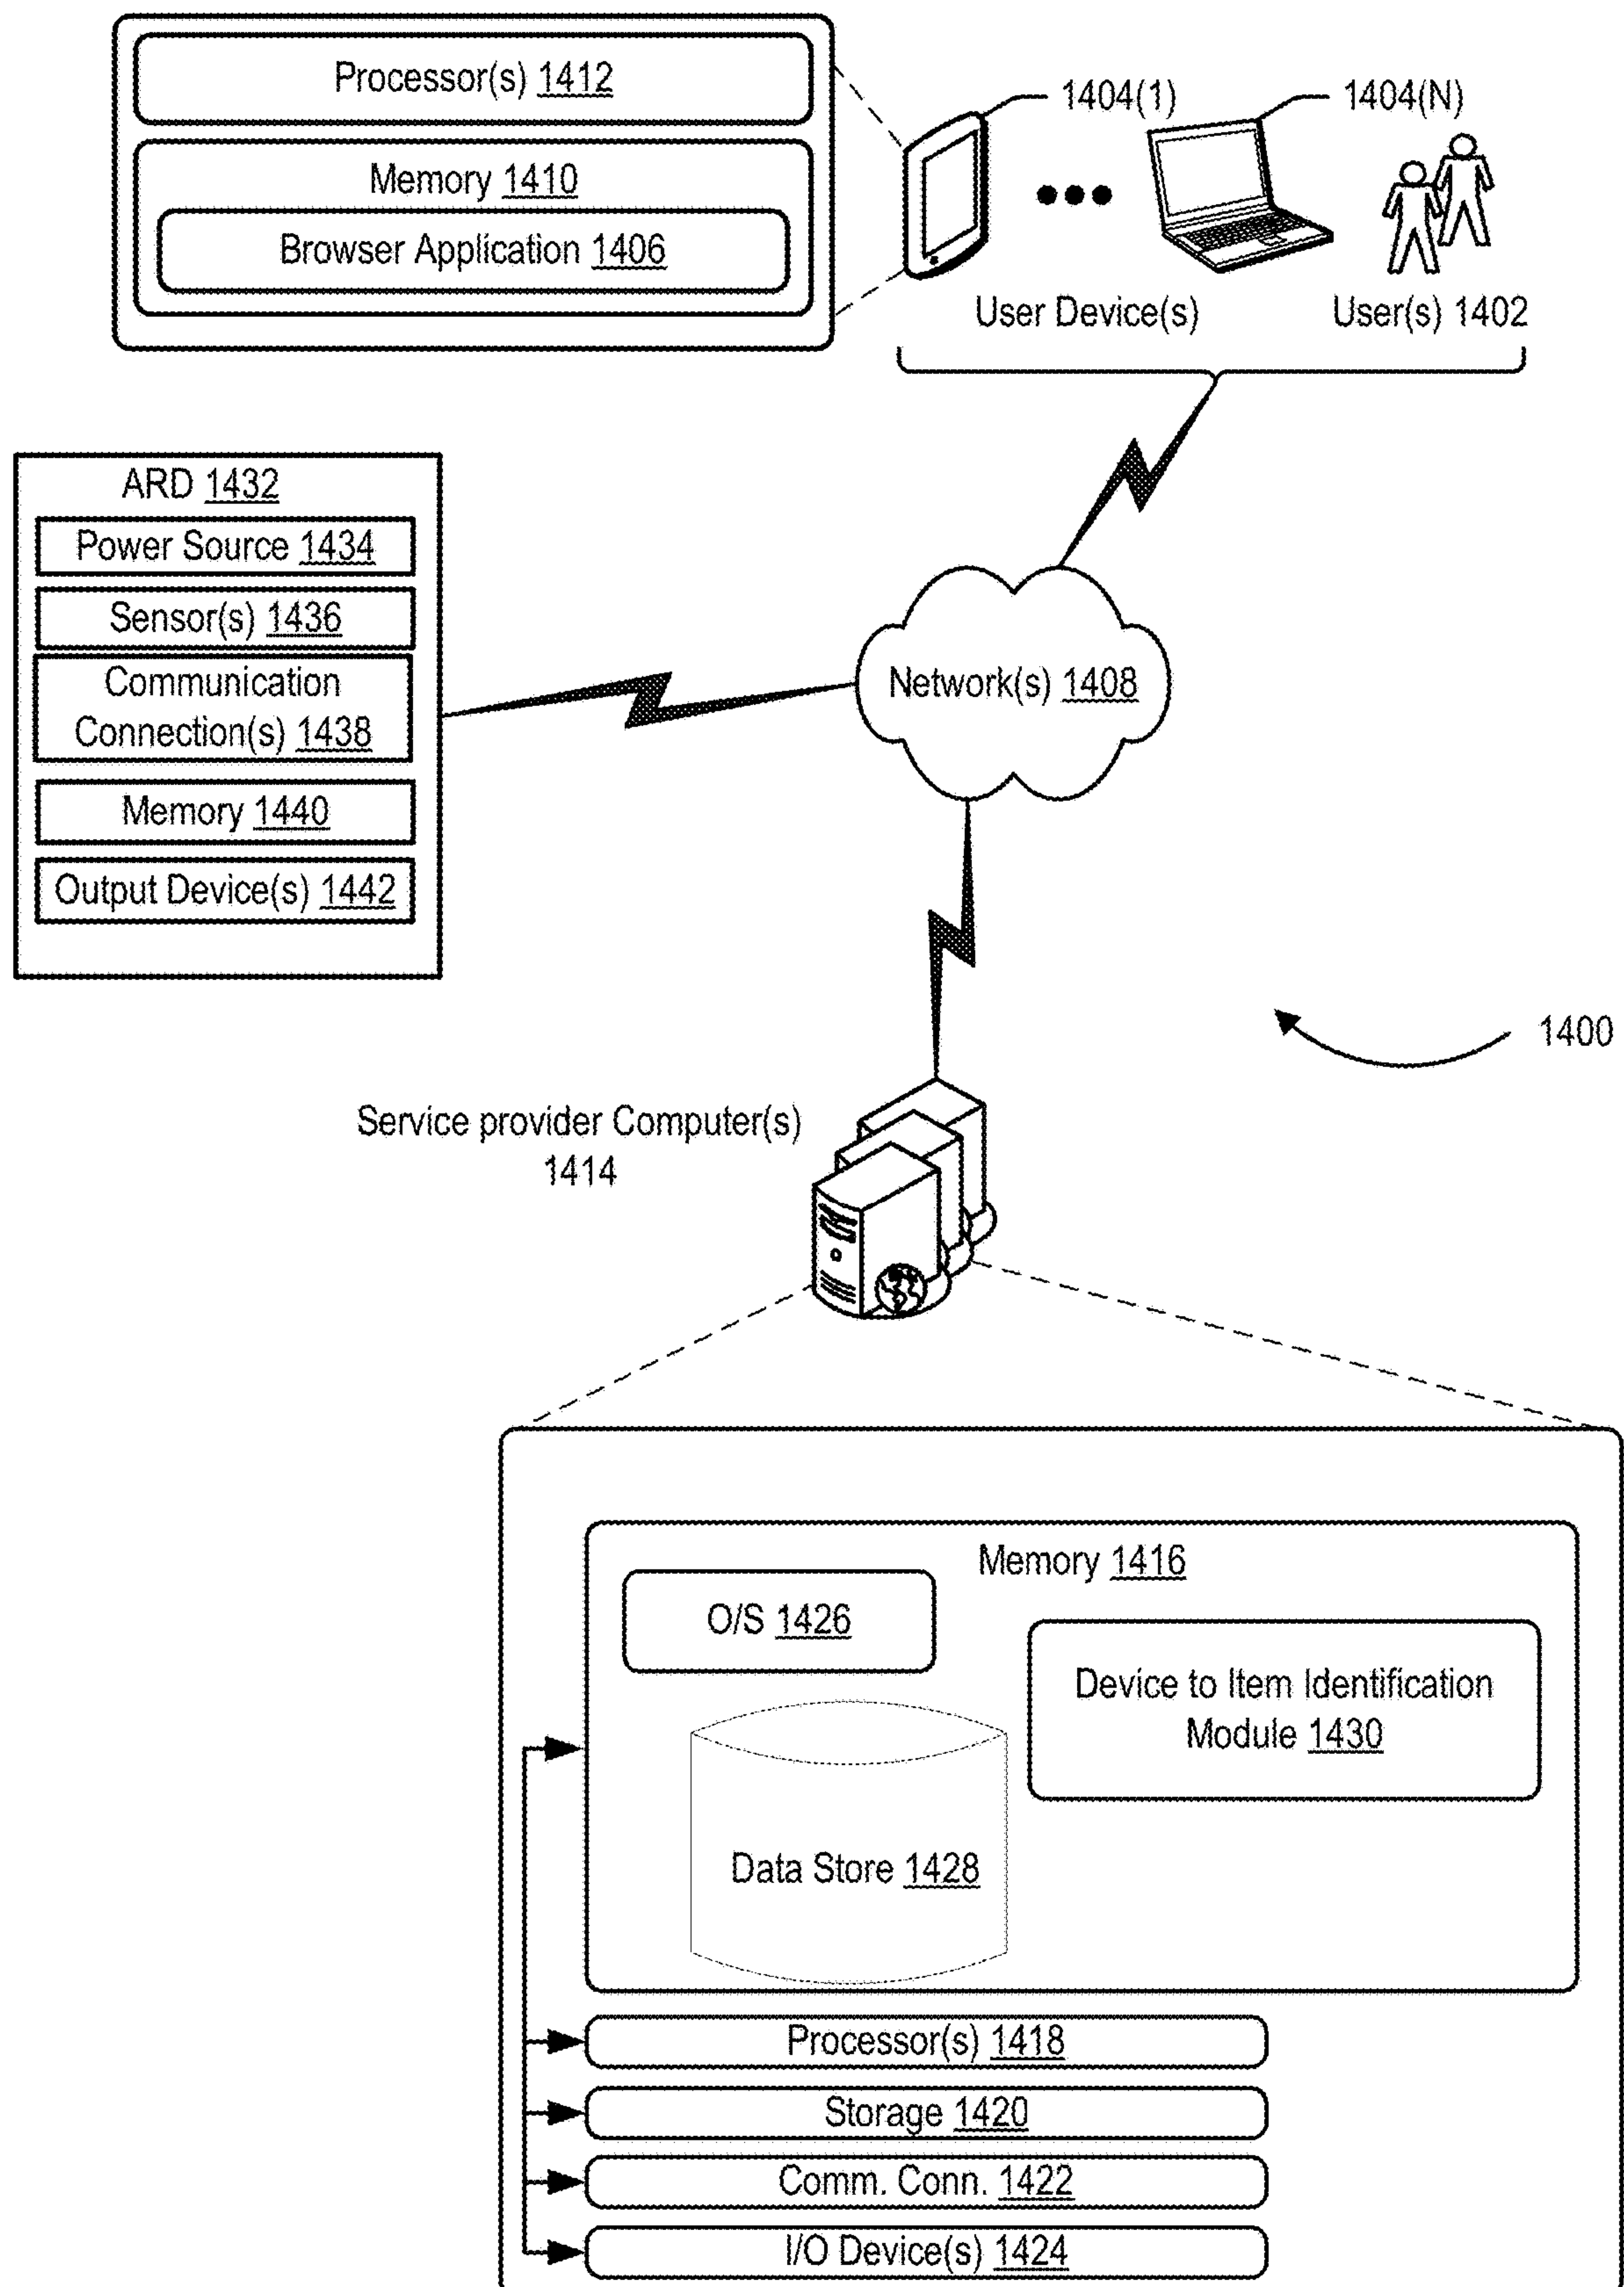 Processor(s) 1412
Memory 1410
Browser Application 1406
1404(1)
1404(N)
User Device(s)
User(s) 1402
ARD 1432
Power Source 1434
Sensor(s) 1436
Communication
Connection(s) 1438
Memory 1440
Output Device(s) 1442
Network(s) 1408
1400
Service provider Computer(s)
1414
Memory 1416
O/S 1426
Device to Item Identification
Module 1430
Data Store 1428
Processor(s) 1418
Storage 1420
Comm. Conn. 1422
I/O Device(s) 1424